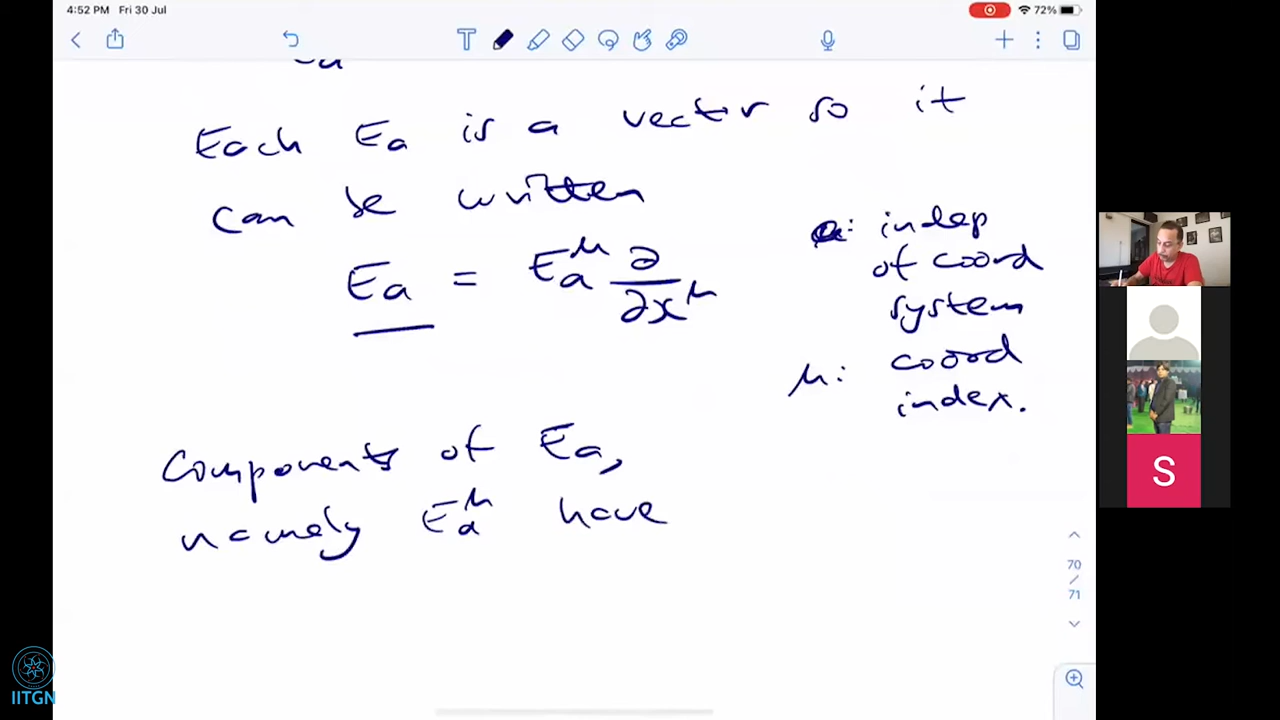 4:52 PM Fri 30 Jul
72%
T
Each Ea is a vector so it
can be written
Ea = Ea^μ ∂/∂x^μ
a: indep
of coord
system
μ: coord
index.
Components of Ea,
namely Ea^μ have
70
/
71
S
IITGN